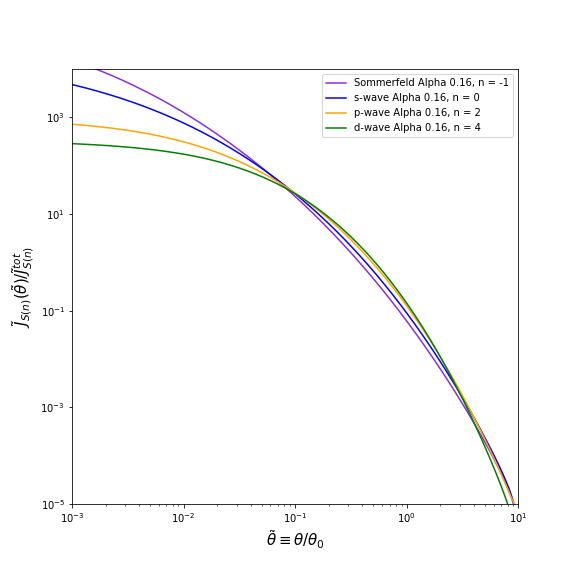 Sommerfeld Alpha 0.16, n = -1
s-wave Alpha 0.16, n = 0
p-wave Alpha 0.16, n = 2
d-wave Alpha 0.16, n = 4
J̃_{S(n)}(θ̃)/J̃^{tot}_{S(n)}
10³
10¹
10⁻¹
10⁻³
10⁻⁵
10⁻³ 10⁻² 10⁻¹ 10⁰ 10¹
θ̃ ≡ θ/θ₀